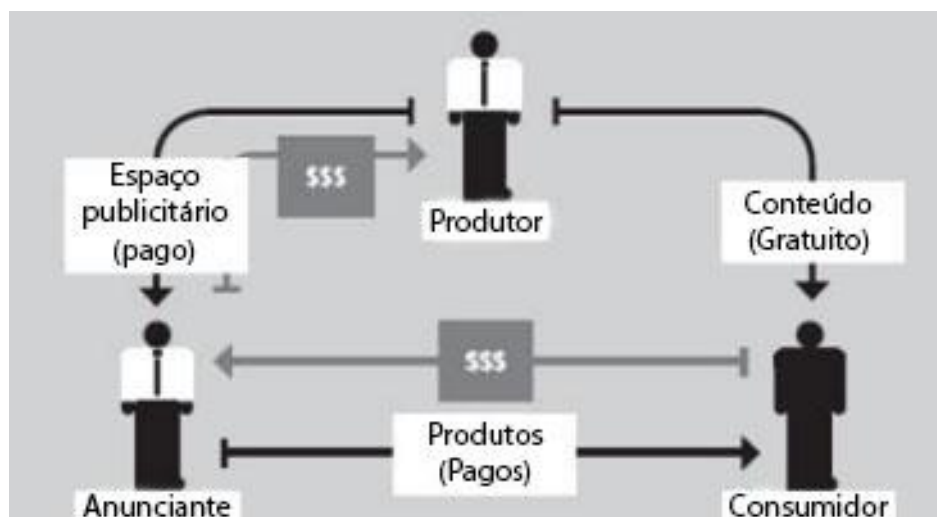 Produtor
$$$
Espaço
publicitário
(pago)
Conteúdo
(Gratuito)
$$$
Produtos
(Pagos)
Anunciante
Consumidor